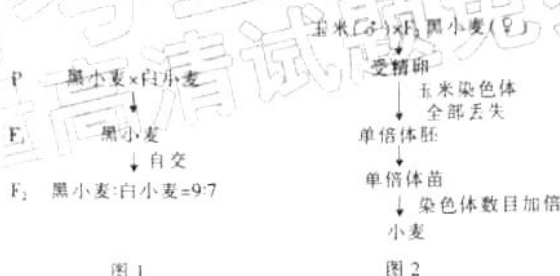 P 黑小麦×白小麦
F₁ 黑小麦
自交
F₂ 黑小麦:白小麦=9:7
图1
玉米(♂)×F₂黑小麦(♀)
受精卵
玉米染色体
全部丢失
单倍体胚
单倍体苗
染色体数目加倍
小麦
图2